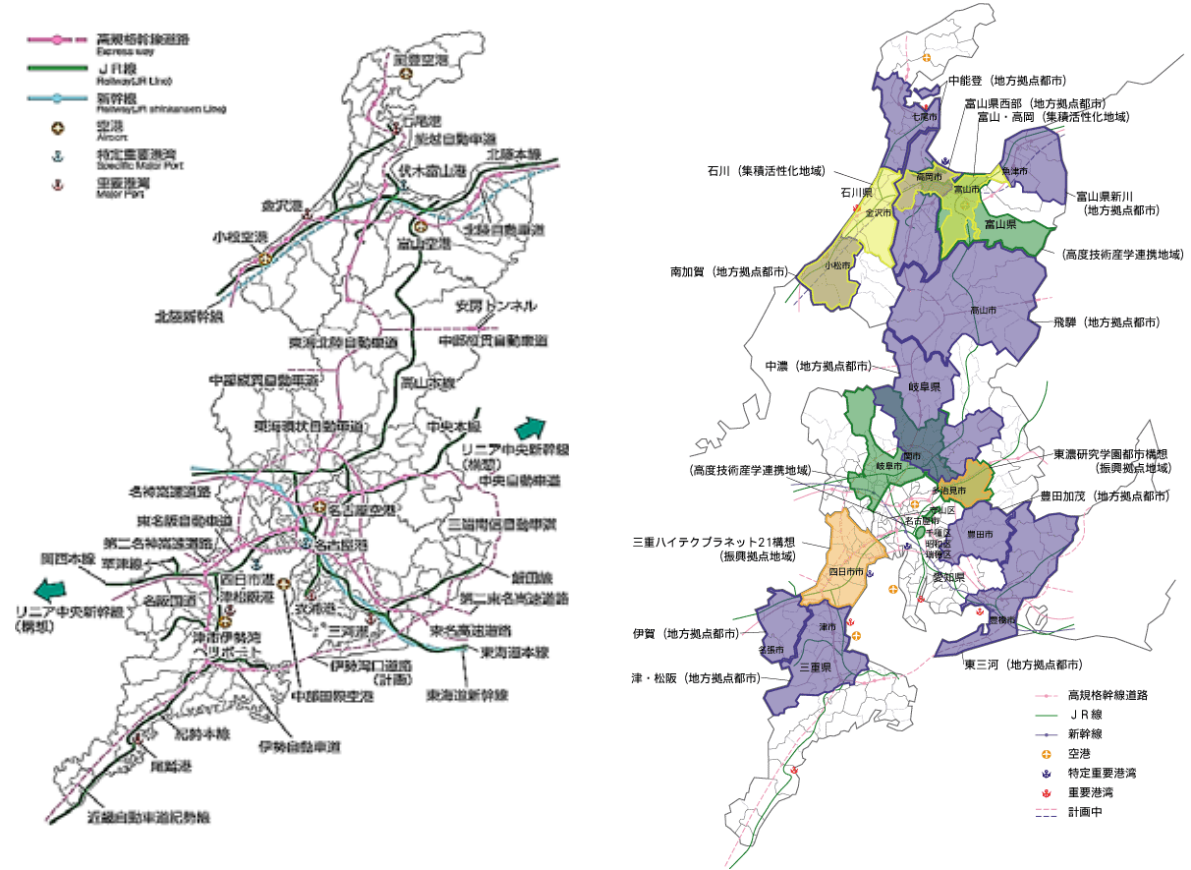 高規格幹線道路
Express way
ＪＲ線
Railway(JR Line)
新幹線
Railway(JR shinkansen Line)
空港
Airport
特定重要港湾
Specific Major Port
重要港湾
Major Port
能登空港
七尾港
能越自動車道
北陸本線
伏木富山港
金沢港
北陸自動車道
小松空港
富山空港
北陸新幹線
安房トンネル
東海北陸自動車道
中部縦貫自動車道
中部縦貫自動車道
高山本線
東海環状自動車道
中央本線
リニア中央新幹線
(構想)
中央自動車道
名神高速道路
名古屋空港
東名阪自動車道
三遠南信自動車道
第二名神高速道路
名古屋港
関西本線
草津線
四日市港
飯田線
津松阪港
衣浦港
第二東名高速道路
リニア中央新幹線
(構想)
名阪国道
三河港
東名高速道路
津市伊勢湾
ヘリポート
東海道本線
伊勢湾口道路
(計画)
中部国際空港
東海道新幹線
紀勢本線
伊勢自動車道
尾鷲港
近畿自動車道紀勢線
中能登（地方拠点都市）
七尾市
富山県西部（地方拠点都市）
富山・高岡（集積活性化地域）
石川（集積活性化地域）
高岡市
魚津市
石川県
富山市
富山県新川
（地方拠点都市）
金沢市
富山県
(高度技術産学連携地域)
小松市
南加賀（地方拠点都市）
高山市
飛騨（地方拠点都市）
中濃（地方拠点都市）
岐阜県
関市
東濃研究学園都市構想
（振興拠点地域）
(高度技術産学連携地域)
岐阜市
多治見市
豊田加茂（地方拠点都市）
守山区
名古屋市
千種区
昭和区
瑞穂区
豊田市
三重ハイテクプラネット21構想
（振興拠点地域）
四日市市
愛知県
伊賀（地方拠点都市）
津市
豊橋市
名張市
三重県
東三河（地方拠点都市）
津・松阪（地方拠点都市）
高規格幹線道路
ＪＲ線
新幹線
空港
特定重要港湾
重要港湾
計画中